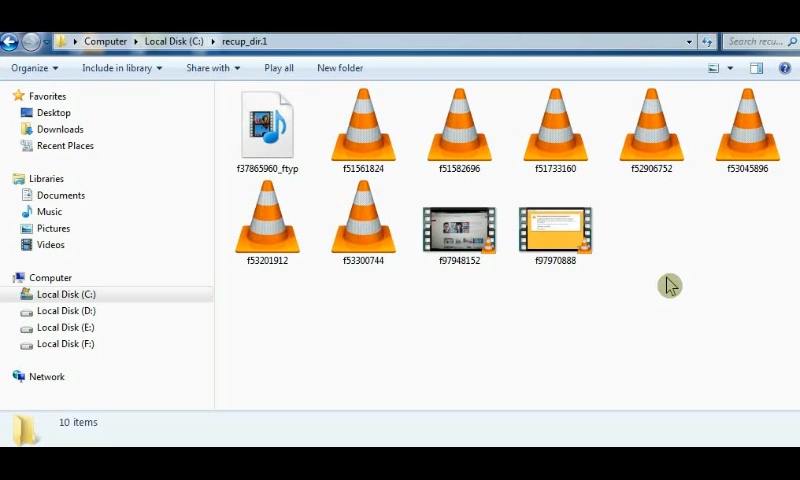 Computer Local Disk (C:) recup_dir.1 Search recu...
Organize Include in library Share with Play all New folder
Favorites
Desktop
Downloads
Recent Places
Libraries
Documents
Music
Pictures
Videos
Computer
Local Disk (C:)
Local Disk (D:)
Local Disk (E:)
Local Disk (F:)
Network
f37865960_ftyp f51561824 f51582696 f51733160 f52906752 f53045896
f53201912 f53300744 f97948152 f97970888
10 items